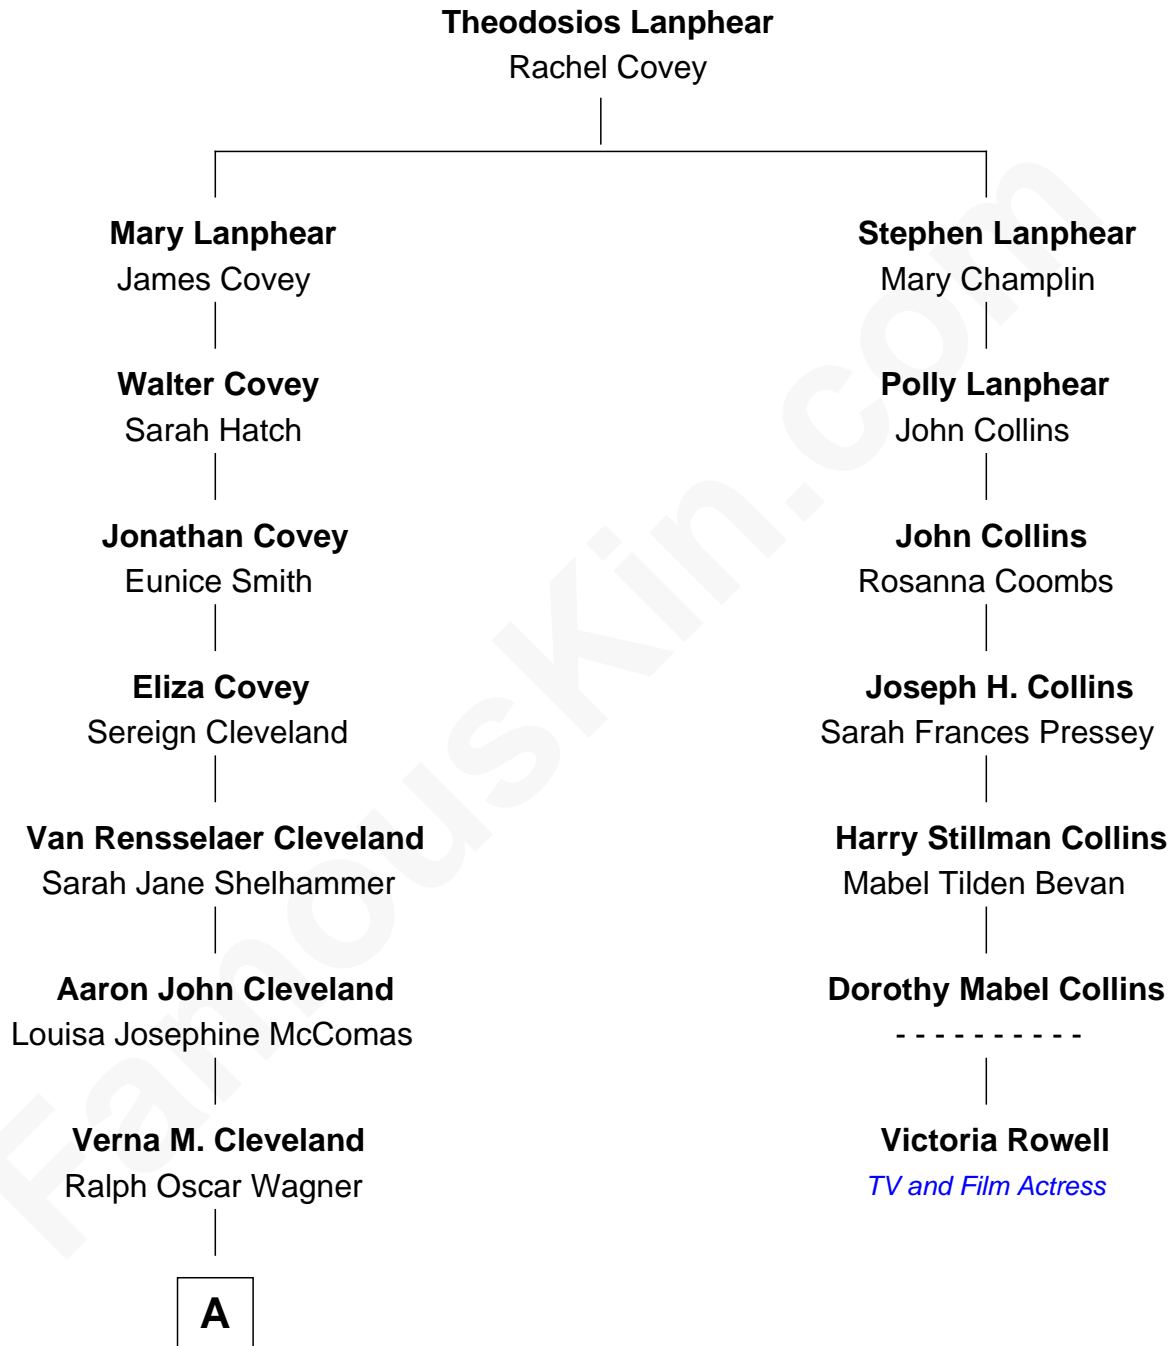 Theodosios Lanphear
Rachel Covey
Mary Lanphear
James Covey
Walter Covey
Sarah Hatch
Jonathan Covey
Eunice Smith
Eliza Covey
Sereign Cleveland
Van Rensselaer Cleveland
Sarah Jane Shelhammer
Aaron John Cleveland
Louisa Josephine McComas
Verna M. Cleveland
Ralph Oscar Wagner
A
Stephen Lanphear
Mary Champlin
Polly Lanphear
John Collins
John Collins
Rosanna Coombs
Joseph H. Collins
Sarah Frances Pressey
Harry Stillman Collins
Mabel Tilden Bevan
Dorothy Mabel Collins
- - - - - - - - - -
Victoria Rowell
TV and Film Actress
FamousKin.com